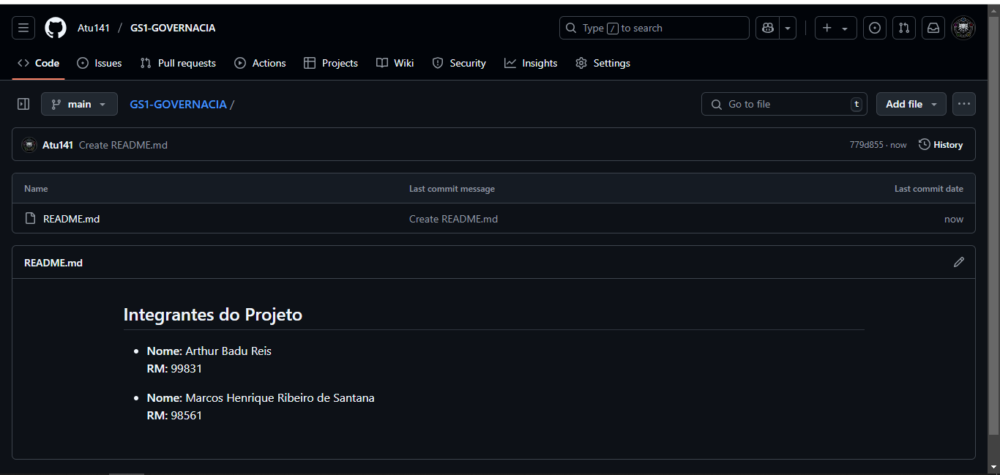 Atu141 / GS1-GOVERNACIA Type / to search
Code Issues Pull requests Actions Projects Wiki Security Insights Settings
main GS1-GOVERNACIA / Go to file t Add file
Atu141 Create README.md 779d855 · now History
Name Last commit message Last commit date
README.md Create README.md now
README.md
Integrantes do Projeto
Nome: Arthur Badu Reis
RM: 99831
Nome: Marcos Henrique Ribeiro de Santana
RM: 98561